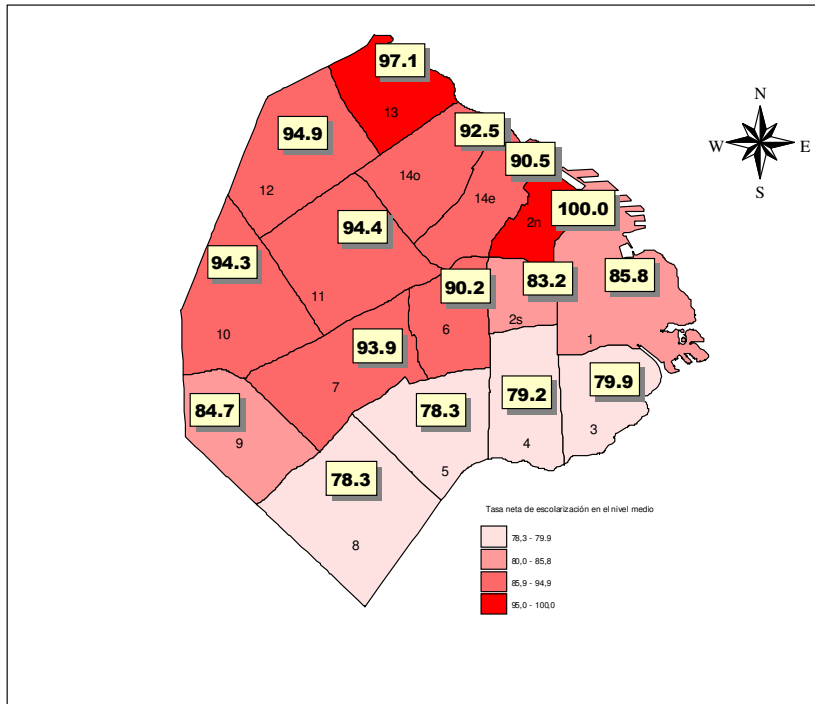 97.1
13
N
92.5
94.9
W
E
90.5
14o
12
S
14e
100.0
2n
94.4
94.3
90.2
83.2
85.8
11
10
6
2s
1
93.9
7
79.2
79.9
84.7
78.3
9
4
3
78.3
5
8
Tasa neta de escolarización en el nivel medio
78,3 - 79,9
80,0 - 85,8
85,9 - 94,9
95,0 - 100,0